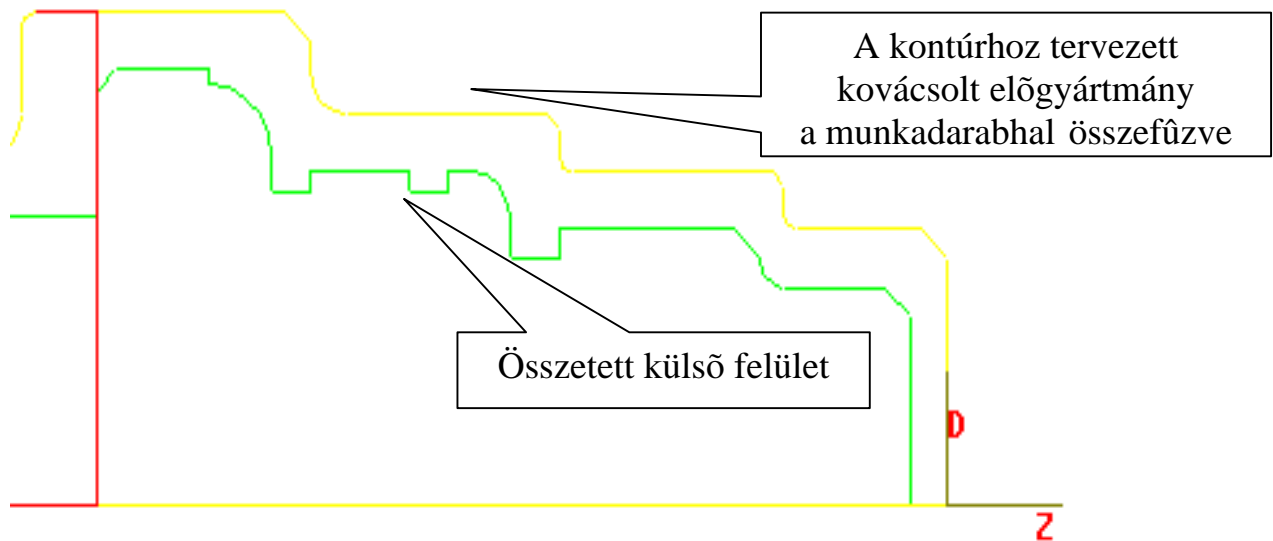 A kontúrhoz tervezett
kovácsolt elõgyártmány
a munkadarabhal összefûzve
Összetett külsõ felület
D
Z